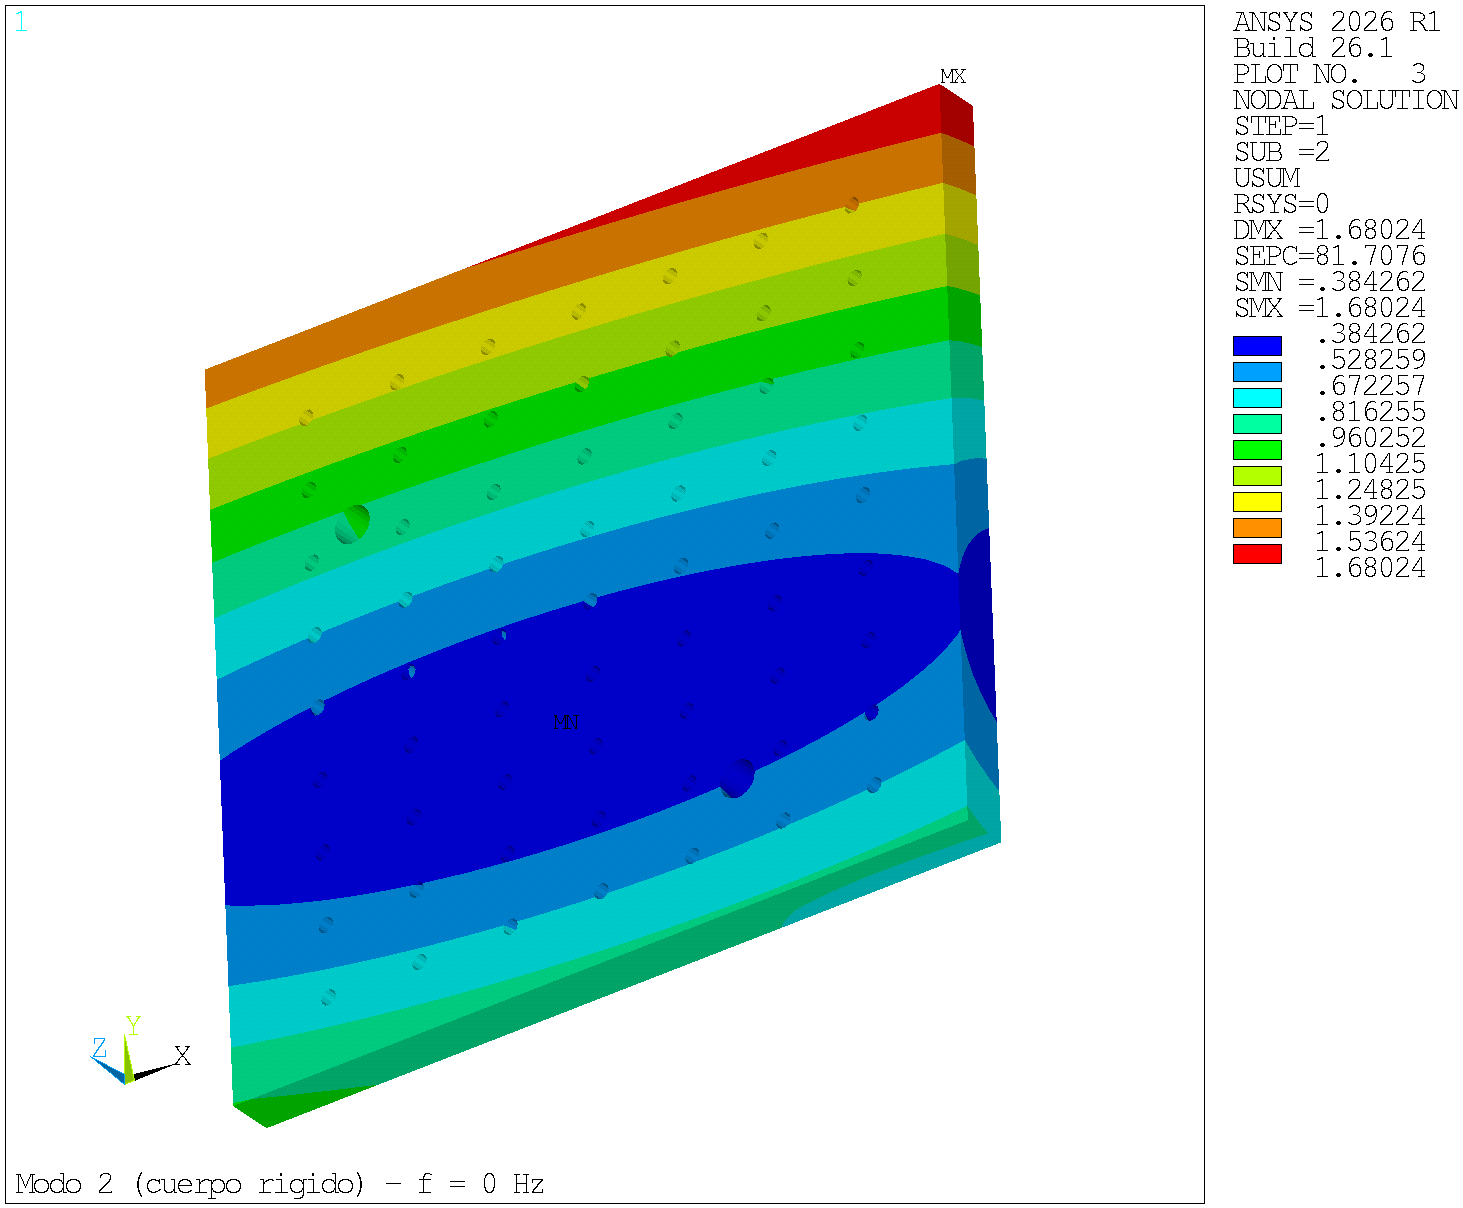 1
ANSYS 2026 R1
Build 26.1
PLOT NO. 3
NODAL SOLUTION
STEP=1
SUB =2
USUM
RSYS=0
DMX =1.68024
SEPC=81.7076
SMN =.384262
SMX =1.68024
.384262
.528259
.672257
.816255
.960252
1.10425
1.24825
1.39224
1.53624
1.68024
MX
MN
Y
Z
X
Modo 2 (cuerpo rigido) − f = 0 Hz